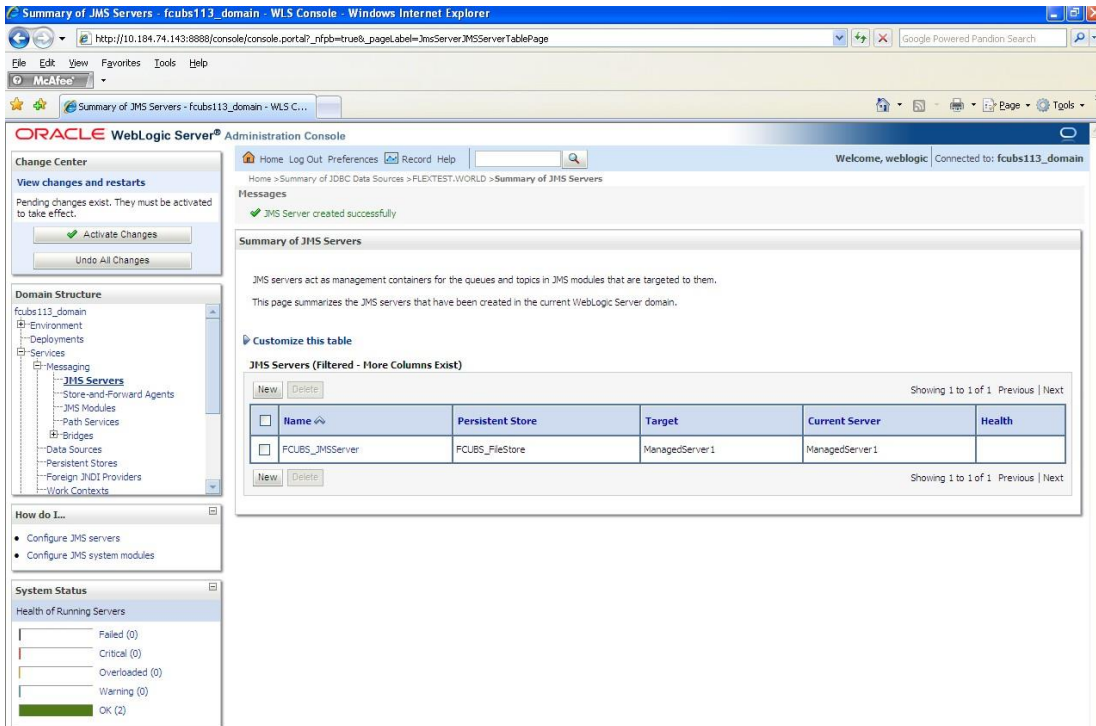 Summary of JMS Servers - fcubs113_domain - WLS Console - Windows Internet Explorer
http://10.184.74.143:8888/console/console.portal?_nfpb=true&_pageLabel=JmsServerJMSServerTablePage
Google Powered Pandion Search
File Edit View Favorites Tools Help
McAfee
Summary of JMS Servers - fcubs113_domain - WLS C...
Page Tools
ORACLE WebLogic Server® Administration Console
Change Center
View changes and restarts
Pending changes exist. They must be activated
to take effect.
Activate Changes
Undo All Changes
Domain Structure
fcubs113_domain
Environment
Deployments
Services
Messaging
JMS Servers
Store-and-Forward Agents
JMS Modules
Path Services
Bridges
Data Sources
Persistent Stores
Foreign JNDI Providers
Work Contexts
How do I...
Configure JMS servers
Configure JMS system modules
System Status
Health of Running Servers
Failed (0)
Critical (0)
Overloaded (0)
Warning (0)
OK (2)
Home Log Out Preferences Record Help
Welcome, weblogic Connected to: fcubs113_domain
Home >Summary of JDBC Data Sources >FLEXTEST.WORLD >Summary of JMS Servers
Messages
JMS Server created successfully
Summary of JMS Servers
JMS servers act as management containers for the queues and topics in JMS modules that are targeted to them.
This page summarizes the JMS servers that have been created in the current WebLogic Server domain.
Customize this table
JMS Servers (Filtered - More Columns Exist)
New Delete Showing 1 to 1 of 1 Previous | Next
Name Persistent Store Target Current Server Health
FCUBS_JMSServer FCUBS_FileStore ManagedServer1 ManagedServer1
New Delete Showing 1 to 1 of 1 Previous | Next